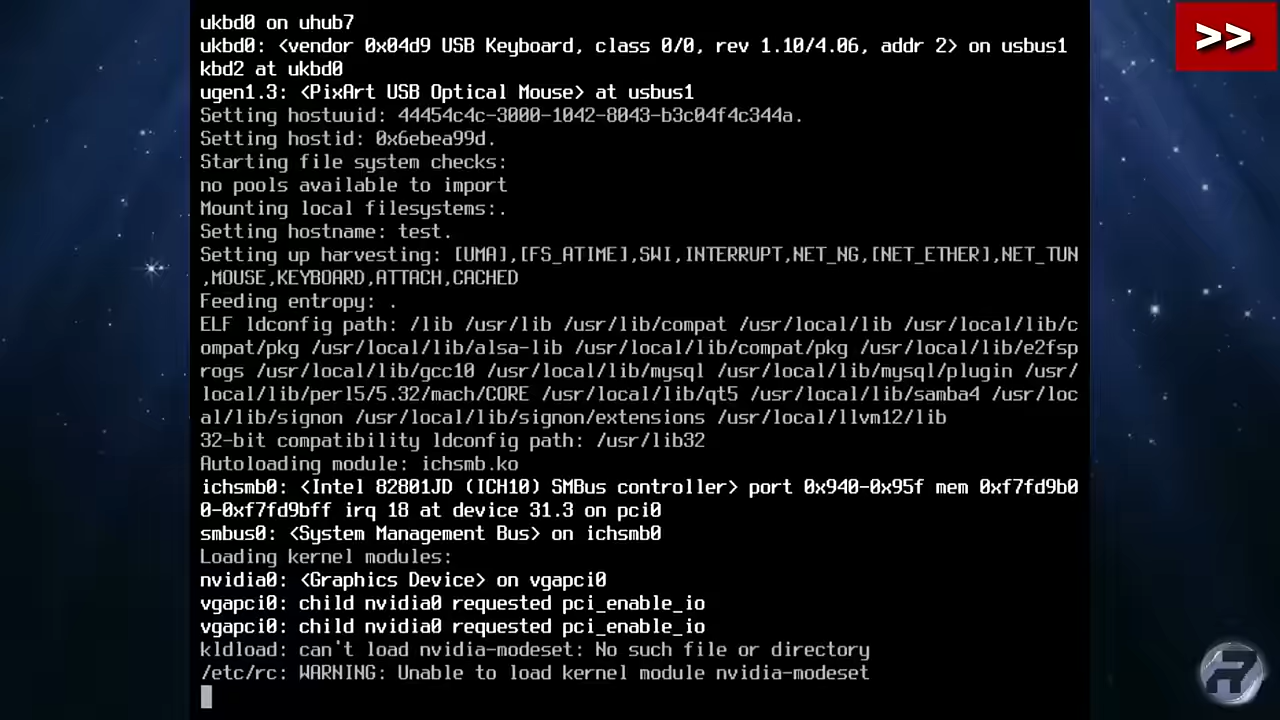 ukbd0 on uhub7
ukbd0: <vendor 0x04d9 USB Keyboard, class 0/0, rev 1.10/4.06, addr 2> on usbus1
kbd2 at ukbd0
ugen1.3: <PixArt USB Optical Mouse> at usbus1
Setting hostuuid: 44454c4c-3000-1042-8043-b3c04f4c344a.
Setting hostid: 0x6ebea99d.
Starting file system checks:
no pools available to import
Mounting local filesystems:.
Setting hostname: test.
Setting up harvesting: [UMA],[FS_ATIME],SWI,INTERRUPT,NET_NG,[NET_ETHER],NET_TUN
,MOUSE,KEYBOARD,ATTACH,CACHED
Feeding entropy: .
ELF ldconfig path: /lib /usr/lib /usr/lib/compat /usr/local/lib /usr/local/lib/c
ompat/pkg /usr/local/lib/alsa-lib /usr/local/lib/compat/pkg /usr/local/lib/e2fsp
rogs /usr/local/lib/gcc10 /usr/local/lib/mysql /usr/local/lib/mysql/plugin /usr/
local/lib/perl5/5.32/mach/CORE /usr/local/lib/qt5 /usr/local/lib/samba4 /usr/loc
al/lib/signon /usr/local/lib/signon/extensions /usr/local/llvm12/lib
32-bit compatibility ldconfig path: /usr/lib32
Autoloading module: ichsmb.ko
ichsmb0: <Intel 82801JD (ICH10) SMBus controller> port 0x940-0x95f mem 0xf7fd9b0
0-0xf7fd9bff irq 18 at device 31.3 on pci0
smbus0: <System Management Bus> on ichsmb0
Loading kernel modules:
nvidia0: <Graphics Device> on vgapci0
vgapci0: child nvidia0 requested pci_enable_io
vgapci0: child nvidia0 requested pci_enable_io
kldload: can't load nvidia-modeset: No such file or directory
/etc/rc: WARNING: Unable to load kernel module nvidia-modeset
>>
R